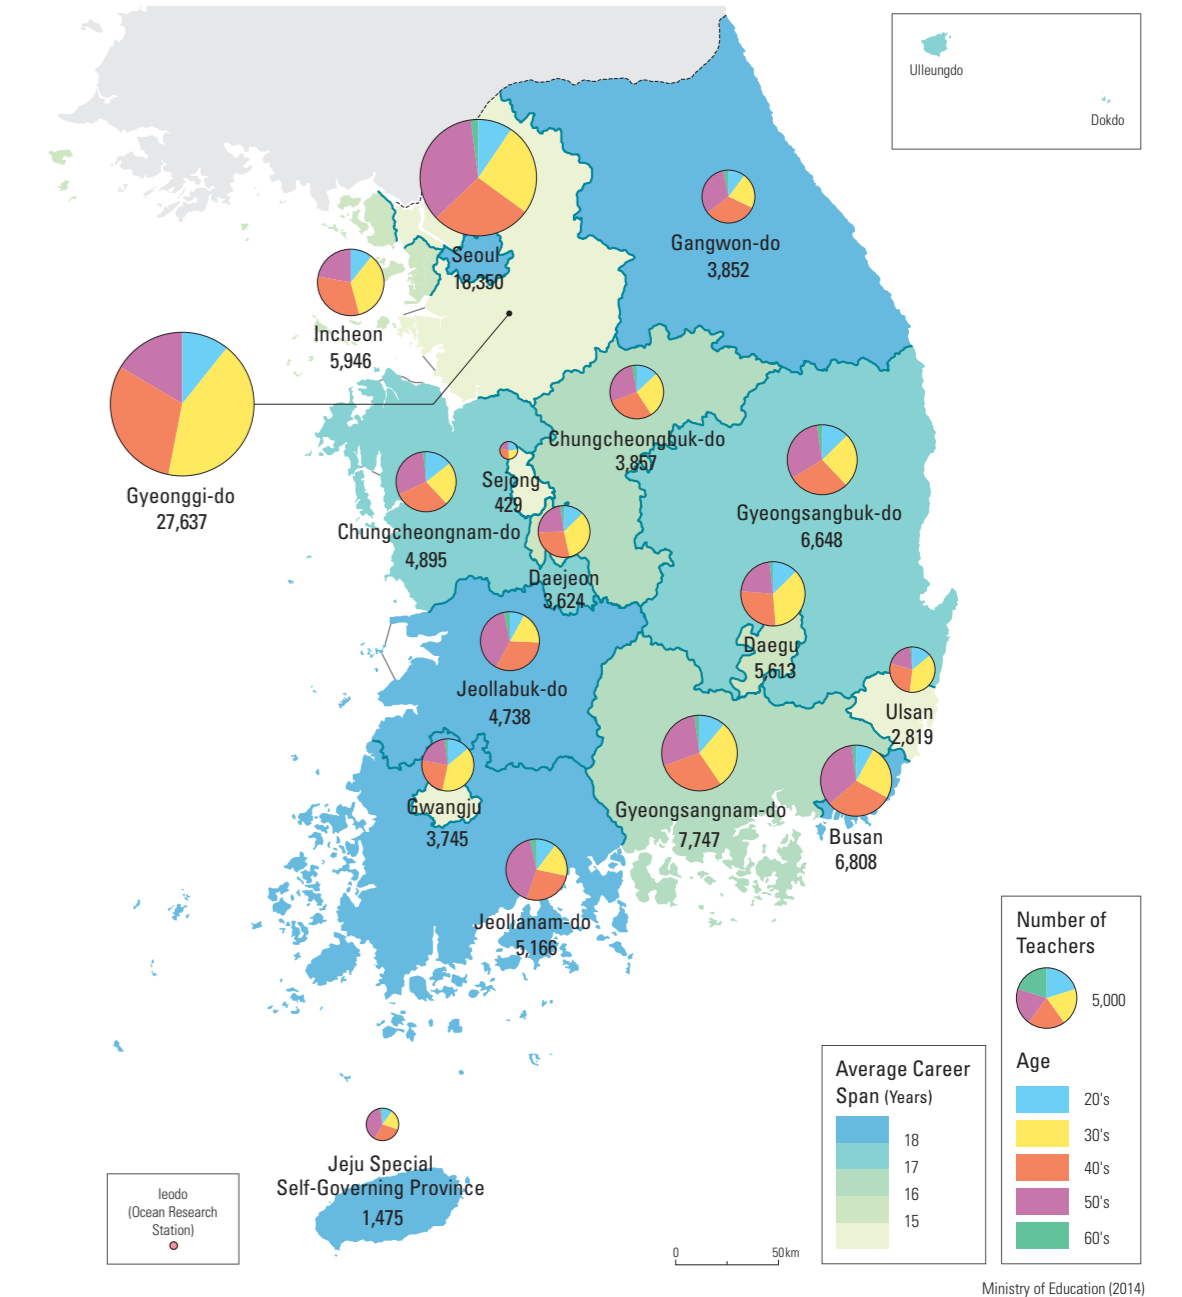 Ulleungdo
Dokdo
Seoul
18,350
Gangwon-do
3,852
Incheon
5,946
Gyeonggi-do
27,637
Chungcheongbuk-do
3,857
Sejong
429
Chungcheongnam-do
4,895
Gyeongsangbuk-do
6,648
Daejeon
3,624
Daegu
5,613
Jeollabuk-do
4,738
Ulsan
2,819
Gwangju
3,745
Gyeongsangnam-do
7,747
Busan
6,808
Jeollanam-do
5,166
Jeju Special
Self-Governing Province
1,475
Ieodo
(Ocean Research
Station)
0
50km
Average Career
Span (Years)
18
17
16
15
Number of
Teachers
5,000
Age
20's
30's
40's
50's
60's
Ministry of Education (2014)